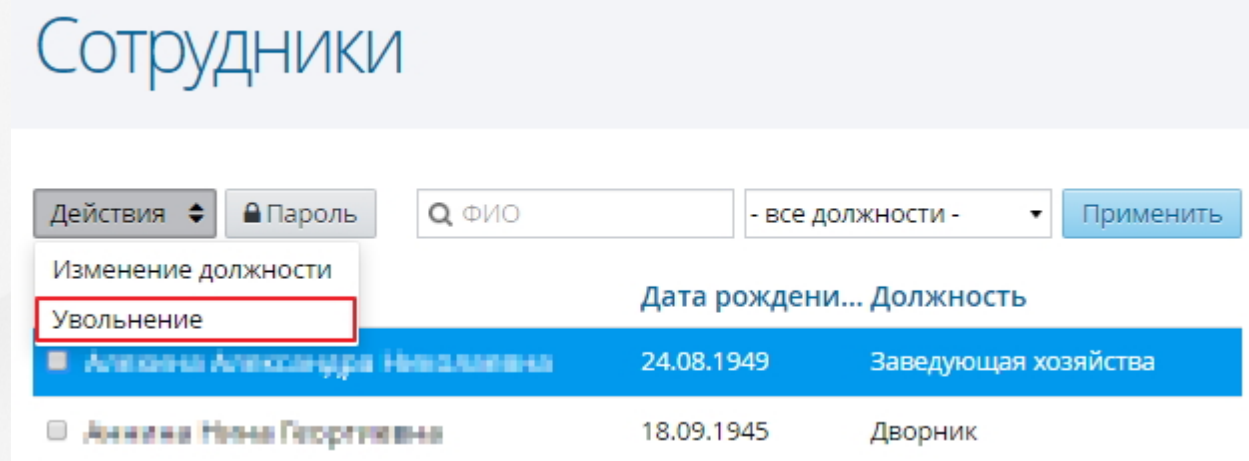 Сотрудники
Действия Пароль ФИО - все должности - Применить
Изменение должности
Увольнение
Дата рождени... Должность
24.08.1949 Заведующая хозяйства
18.09.1945 Дворник